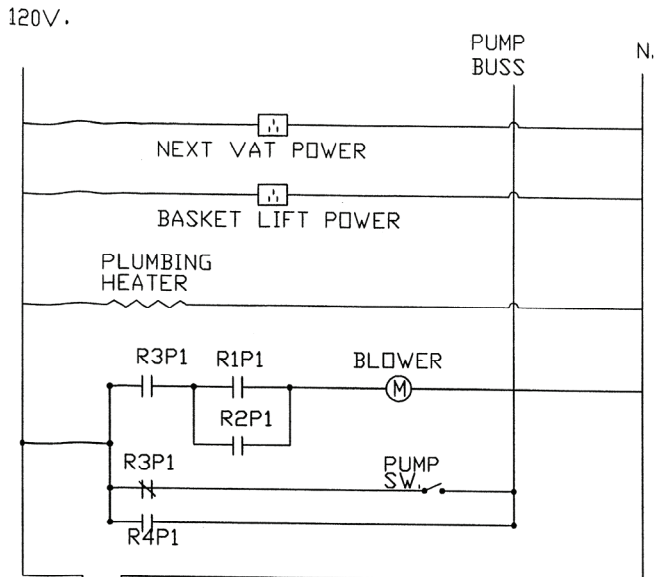 120V.
PUMP
BUSS
N.
NEXT VAT POWER
BASKET LIFT POWER
PLUMBING
HEATER
R3P1
R1P1
BLOWER
M
R2P1
R3P1
PUMP
SW.
R4P1